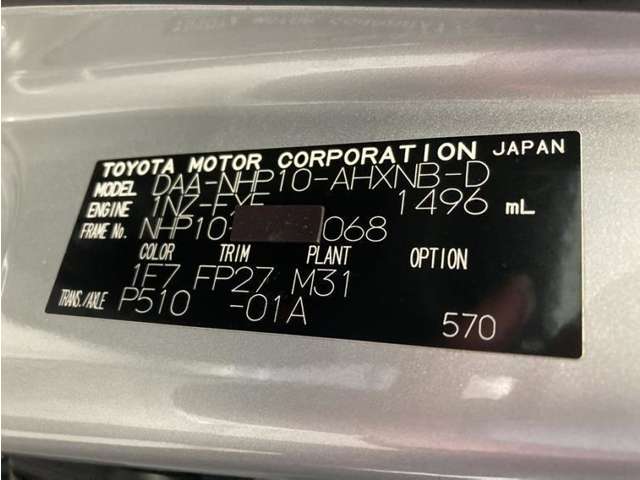 TOYOTA MOTOR CORPORATION JAPAN
MODEL DAA-NHP10-AHXNB-D
ENGINE 1NZ-FXE 1496 mL
FRAME No. NHP10 068
COLOR TRIM PLANT OPTION
1F7 FP27 M31
TRANS./AXLE P510 -01A 570